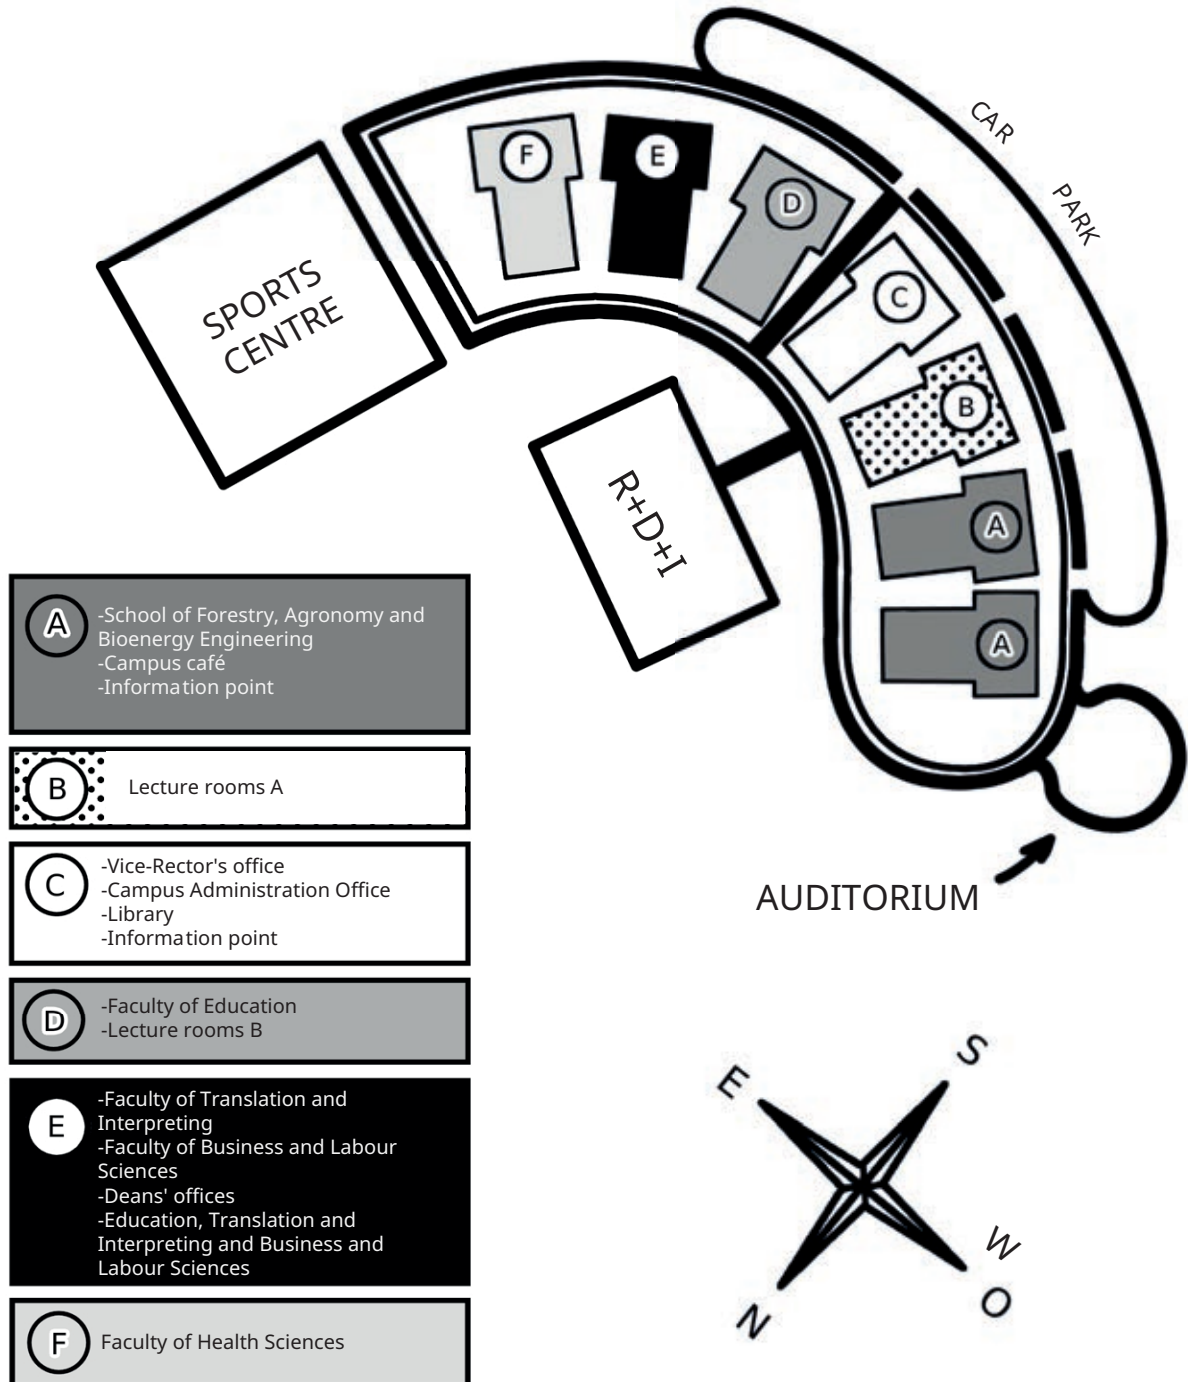 CAR
PARK
F
E
D
C
B
A
A
SPORTS
CENTRE
R+D+I
AUDITORIUM
A
-School of Forestry, Agronomy and
Bioenergy Engineering
-Campus café
-Information point
B
Lecture rooms A
C
-Vice-Rector's office
-Campus Administration Office
-Library
-Information point
D
-Faculty of Education
-Lecture rooms B
E
-Faculty of Translation and
Interpreting
-Faculty of Business and Labour
Sciences
-Deans' offices
-Education, Translation and
Interpreting and Business and
Labour Sciences
F
Faculty of Health Sciences
S
E
W
O
N